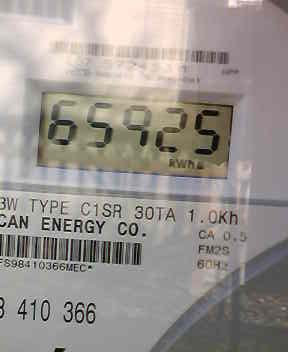 65925
KWh
3W TYPE C1SR 30TA 1.0Kh
CAN ENERGY CO.
CA 0.5
FM2S
60Hz
FS98410366MEC*
8 410 366